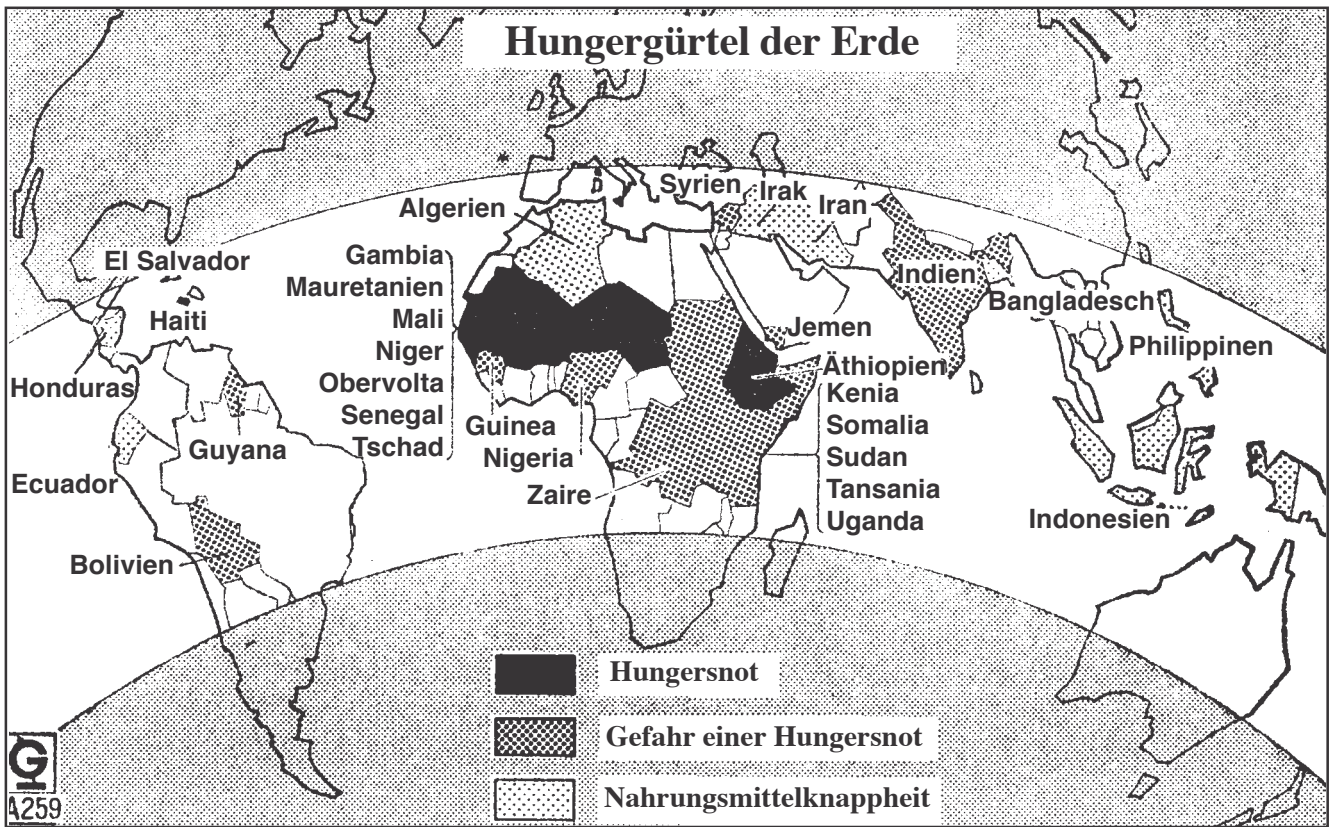 Hungergürtel der Erde
Syrien
Irak
Iran
Algerien
El Salvador
Gambia
Mauretanien
Mali
Niger
Obervolta
Senegal
Tschad
Haiti
Honduras
Guyana
Ecuador
Bolivien
Guinea
Nigeria
Zaire
Indien
Bangladesch
Jemen
Philippinen
Äthiopien
Kenia
Somalia
Sudan
Tansania
Uganda
Indonesien
Hungersnot
Gefahr einer Hungersnot
Nahrungsmittelknappheit
G
A259